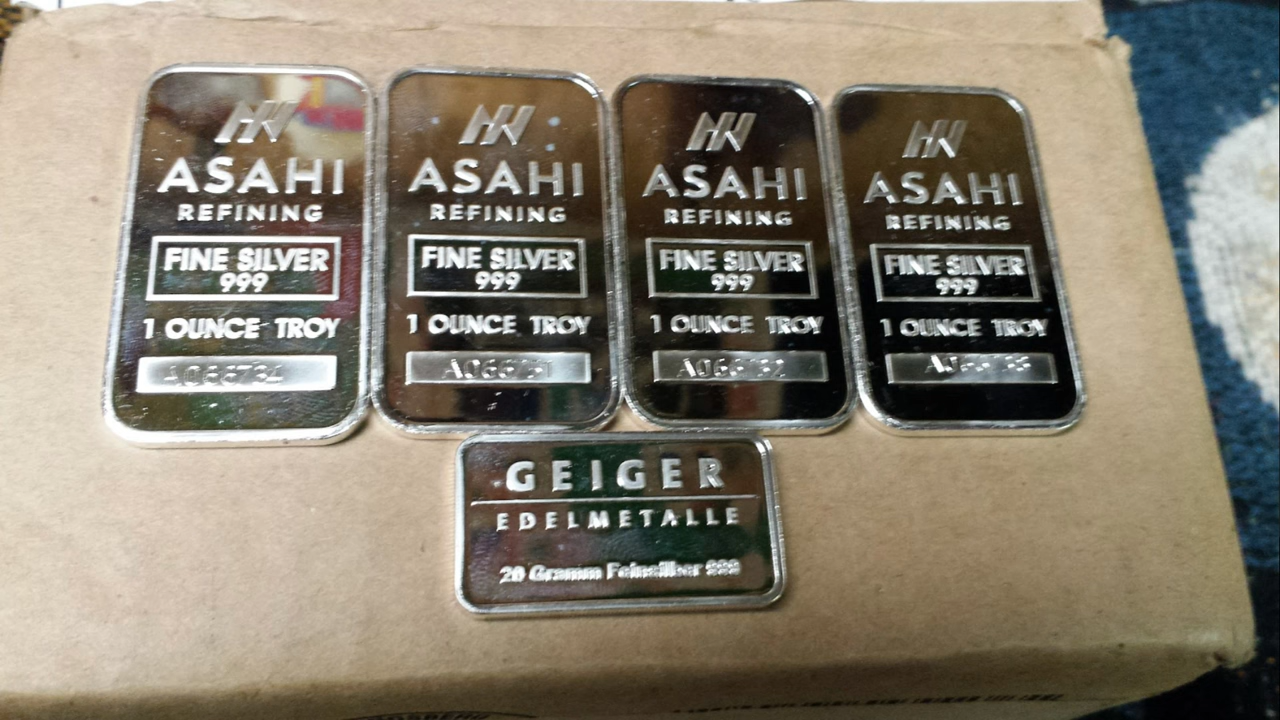 ASAHI
REFINING
FINE SILVER
999
1 OUNCE TROY
A066734
ASAHI
REFINING
FINE SILVER
999
1 OUNCE TROY
ASAHI
REFINING
FINE SILVER
999
1 OUNCE TROY
ASAHI
REFINING
FINE SILVER
999
1 OUNCE TROY
GEIGER
EDELMETALLE
20 Gramm Feinsilber 999